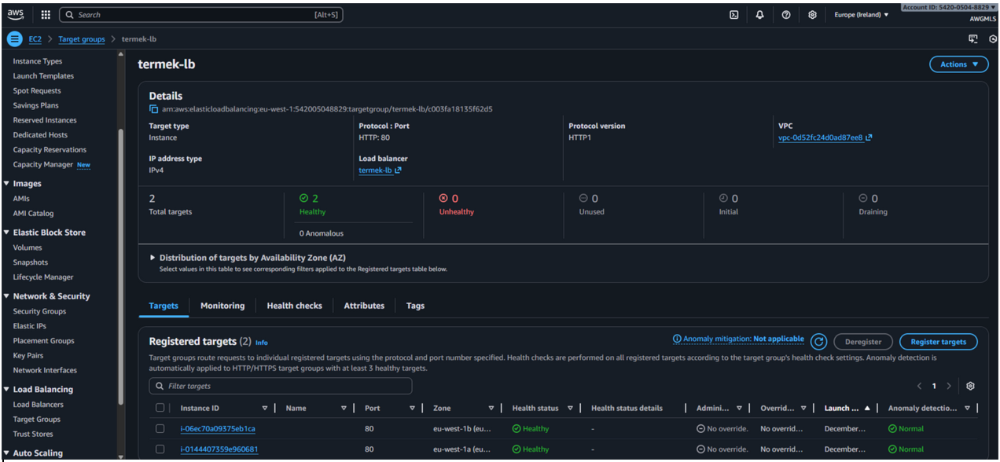 aws
Search [Alt+S] Europe (Ireland) ▼ Account ID: 5420-0504-8829 ▼
AWGMLS
EC2 > Target groups > termek-lb
Instance Types
Launch Templates
Spot Requests
Savings Plans
Reserved Instances
Dedicated Hosts
Capacity Reservations
Capacity Manager New
▼ Images
AMIs
AMI Catalog
▼ Elastic Block Store
Volumes
Snapshots
Lifecycle Manager
▼ Network & Security
Security Groups
Elastic IPs
Placement Groups
Key Pairs
Network Interfaces
▼ Load Balancing
Load Balancers
Target Groups
Trust Stores
▼ Auto Scaling
termek-lb
Actions ▼
Details
arn:aws:elasticloadbalancing:eu-west-1:542005048829:targetgroup/termek-lb/c003fa18135f62d5
Target type
Instance
Protocol : Port
HTTP: 80
Protocol version
HTTP1
VPC
vpc-0d52fc24d0ad87ee8
IP address type
IPv4
Load balancer
termek-lb
2
Total targets
2
Healthy
0 Anomalous
0
Unhealthy
0
Unused
0
Initial
0
Draining
Distribution of targets by Availability Zone (AZ)
Select values in this table to see corresponding filters applied to the Registered targets table below.
Targets Monitoring Health checks Attributes Tags
Registered targets (2) Info
Anomaly mitigation: Not applicable
Deregister
Register targets
Target groups route requests to individual registered targets using the protocol and port number specified. Health checks are performed on all registered targets according to the target group's health check settings. Anomaly detection is
automatically applied to HTTP/HTTPS target groups with at least 3 healthy targets.
Filter targets
< 1 >
Instance ID Name Port Zone Health status Health status details Admini... Overrid... Launch ... Anomaly detectio...
i-06ec70a09375eb1ca 80 eu-west-1b (eu... Healthy - No override. No overrid... December... Normal
i-0144407359e960681 80 eu-west-1a (eu... Healthy - No override. No overrid... December... Normal